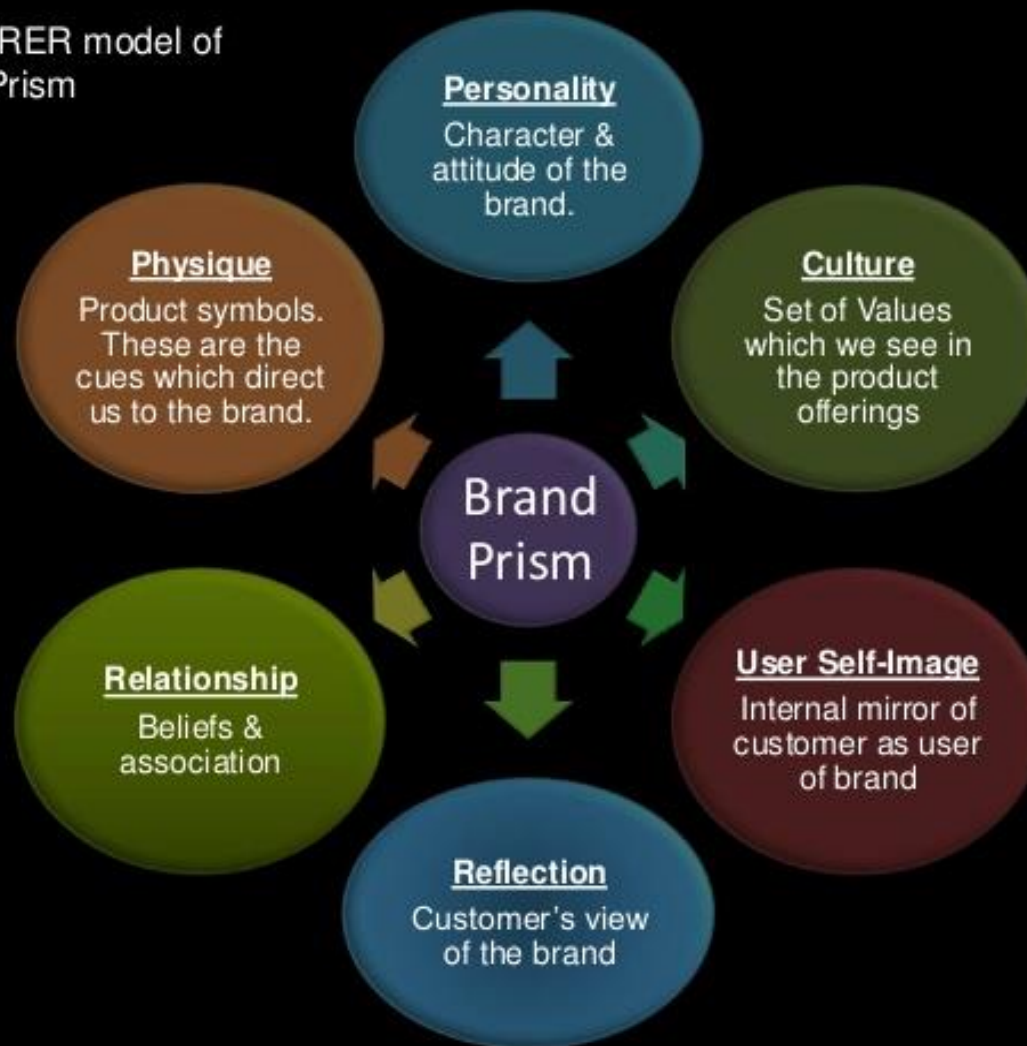 RER model of
Prism
Personality
Character &
attitude of the
brand.
Physique
Product symbols.
These are the
cues which direct
us to the brand.
Culture
Set of Values
which we see in
the product
offerings
Brand
Prism
Relationship
Beliefs &
association
User Self-Image
Internal mirror of
customer as user
of brand
Reflection
Customer's view
of the brand